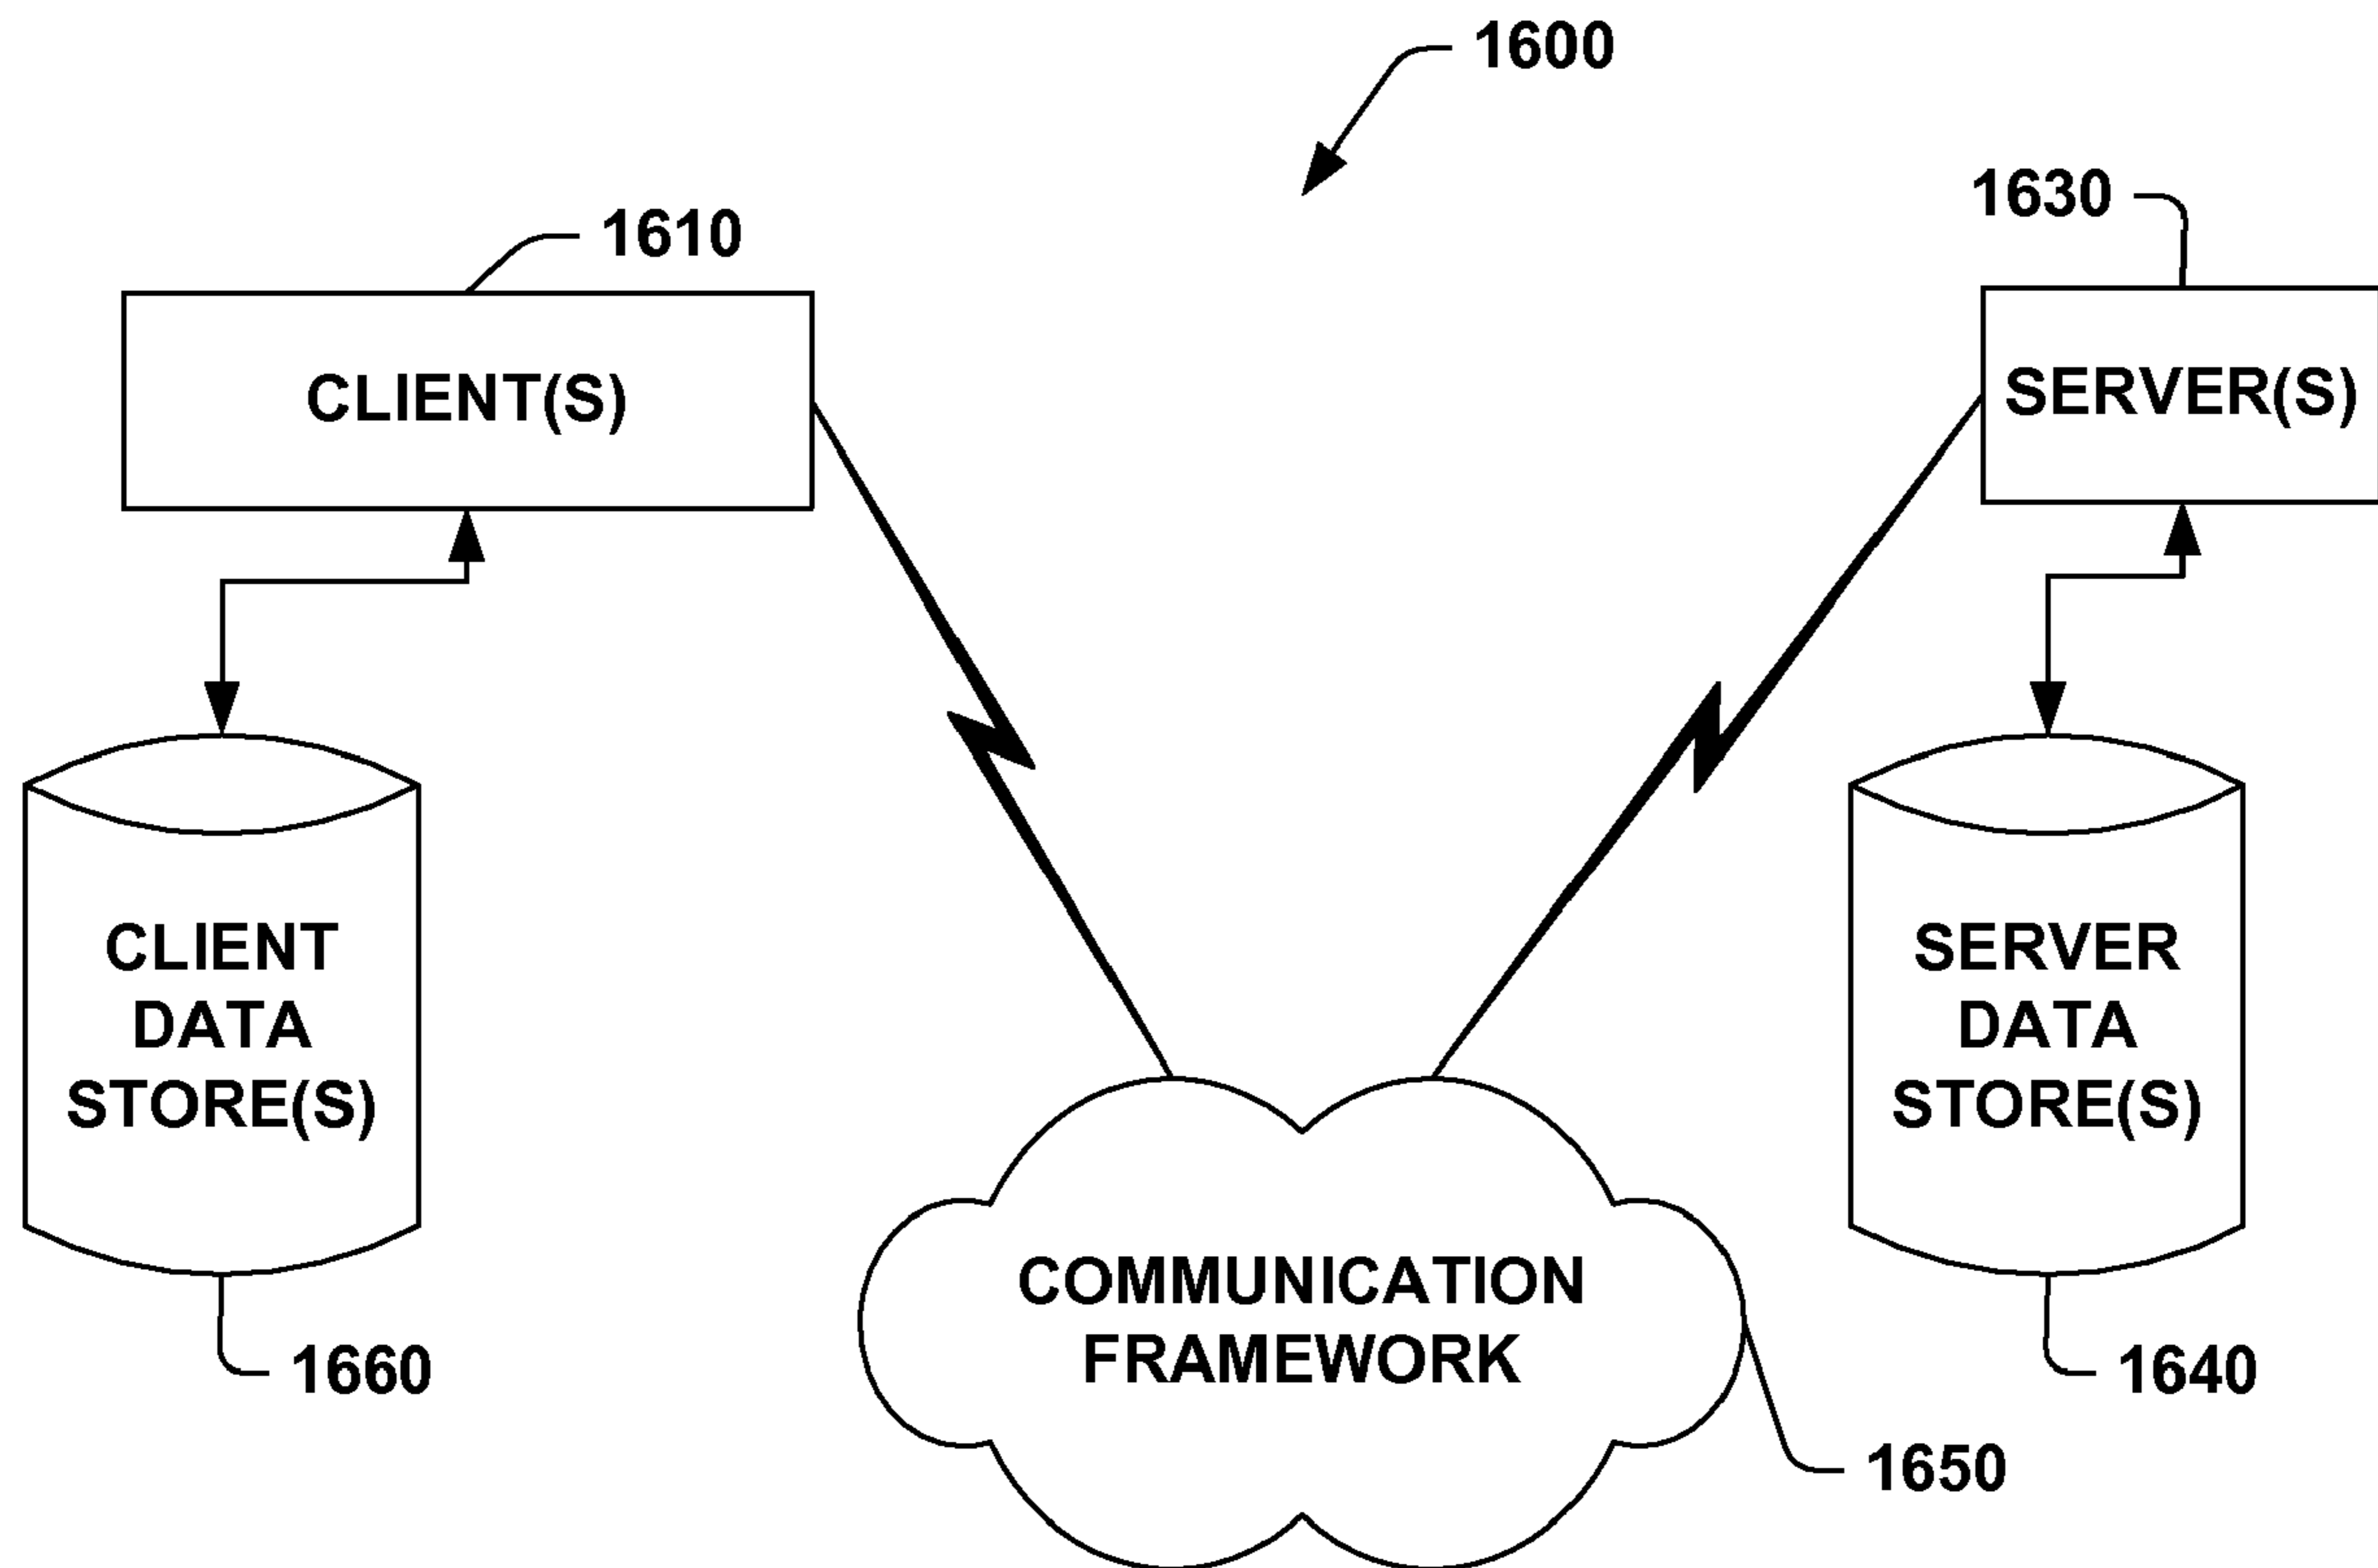 1600
1610
1630
CLIENT(S)
SERVER(S)
CLIENT
DATA
STORE(S)
SERVER
DATA
STORE(S)
COMMUNICATION
FRAMEWORK
1660
1640
1650